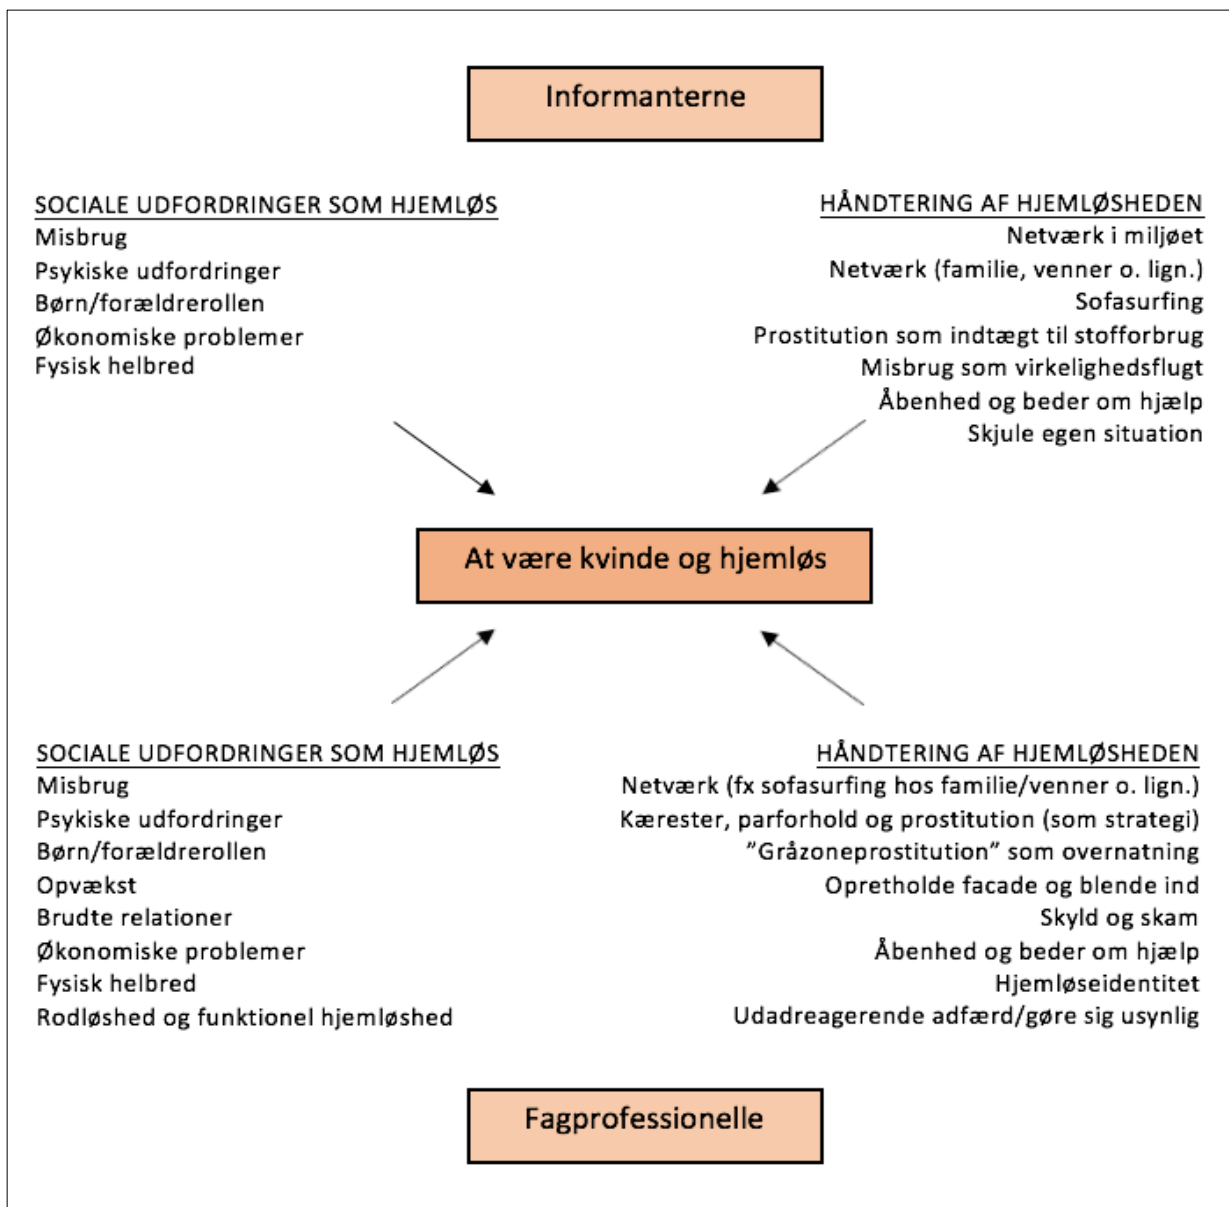 Informanterne
SOCIALE UDFORDRINGER SOM HJEMLØS
Misbrug
Psykiske udfordringer
Børn/forældrerollen
Økonomiske problemer
Fysisk helbred
HÅNDTERING AF HJEMLØSHEDEN
Netværk i miljøet
Netværk (familie, venner o. lign.)
Sofasurfing
Prostitution som indtægt til stofforbrug
Misbrug som virkelighedsflugt
Åbenhed og beder om hjælp
Skjule egen situation
At være kvinde og hjemløs
SOCIALE UDFORDRINGER SOM HJEMLØS
Misbrug
Psykiske udfordringer
Børn/forældrerollen
Opvækst
Brudte relationer
Økonomiske problemer
Fysisk helbred
Rodløshed og funktionel hjemløshed
HÅNDTERING AF HJEMLØSHEDEN
Netværk (fx sofasurfing hos familie/venner o. lign.)
Kærester, parforhold og prostitution (som strategi)
”Gråzoneprostitution” som overnatning
Opretholde facade og blende ind
Skyld og skam
Åbenhed og beder om hjælp
Hjemløseidentitet
Udadreagerende adfærd/gøre sig usynlig
Fagprofessionelle